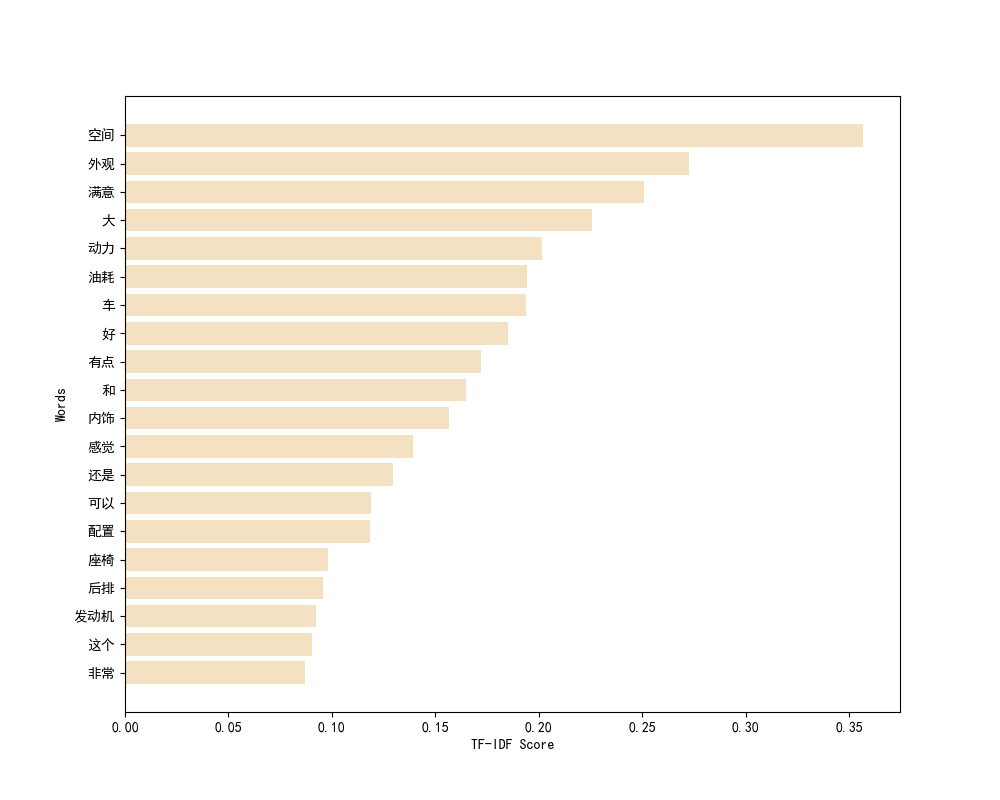 空间
外观
满意
大
动力
油耗
车
好
有点
和
内饰
感觉
还是
可以
配置
座椅
后排
发动机
这个
非常
Words
0.00 0.05 0.10 0.15 0.20 0.25 0.30 0.35
TF-IDF Score